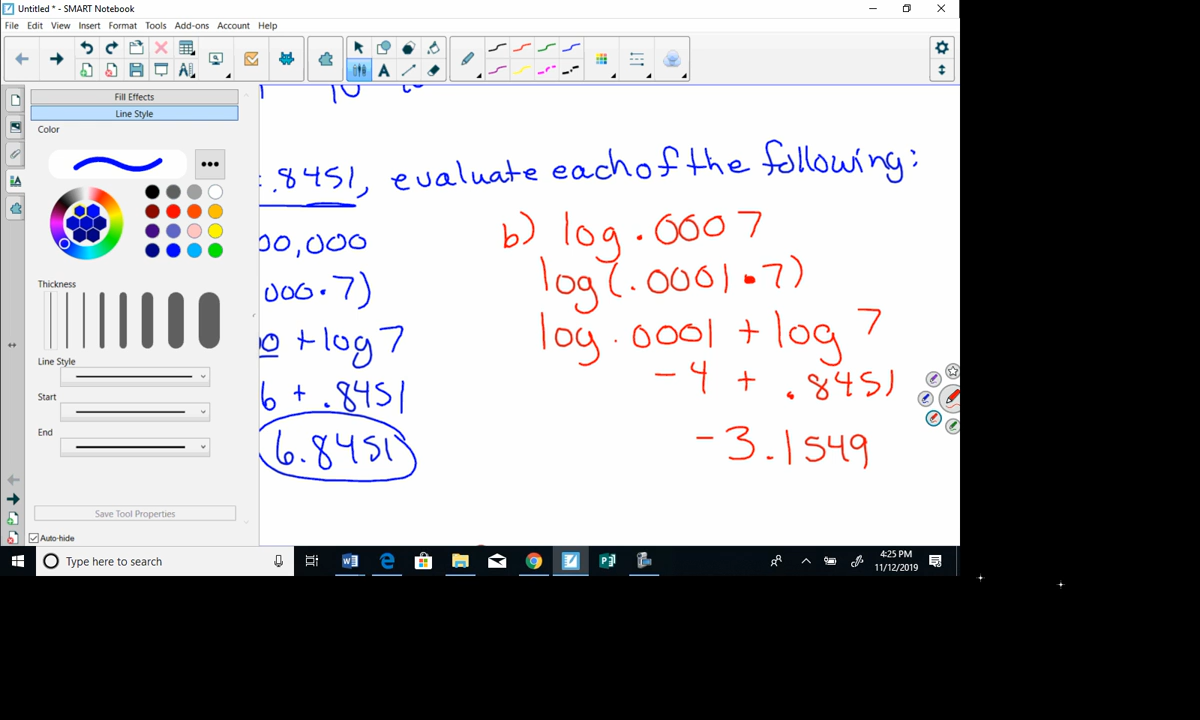 Untitled * - SMART Notebook
File Edit View Insert Format Tools Add-ons Account Help
Fill Effects
Line Style
Color
Thickness
Line Style
Start
End
Save Tool Properties
Auto-hide
10
= .8451, evaluate each of the following:
00,000
000 · 7)
0 + log 7
6 + .8451
6.8451
b) log .0007
log(.0001 · 7)
log .0001 + log 7
-4 + .8451
-3.1549
Type here to search
4:25 PM
11/12/2019